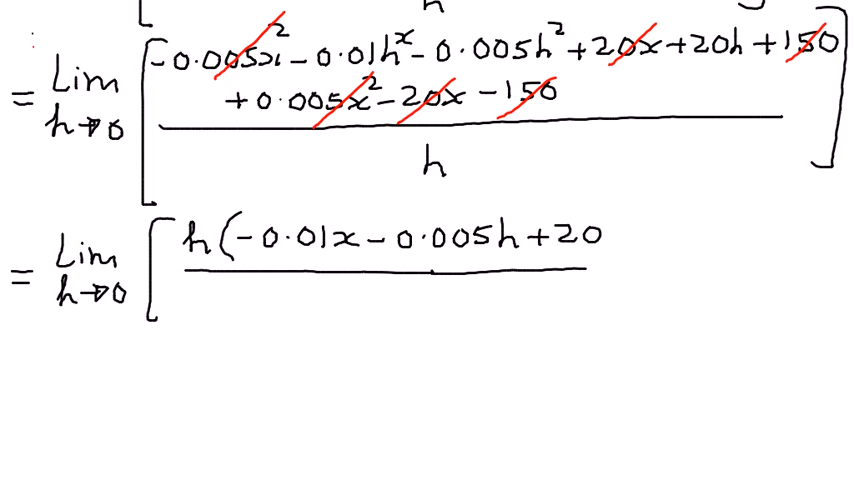 h
= Lim h→0 [ -0.005x² - 0.01hx - 0.005h² + 20x + 20h + 150
+ 0.005x² - 20x - 150 ]
h
= Lim h→0 [ h(-0.01x - 0.005h + 20